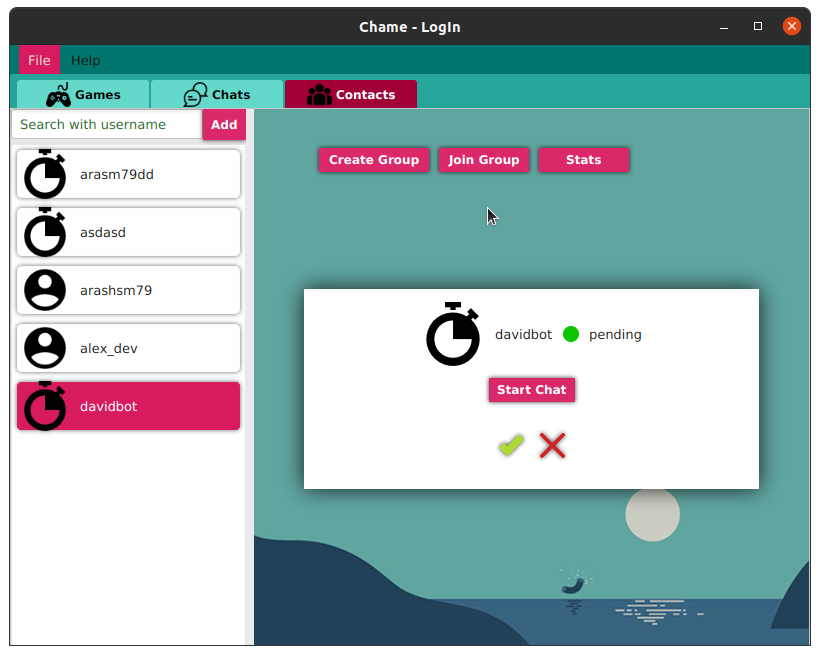 Chame - LogIn
File Help
Games Chats Contacts
Search with username Add
Create Group Join Group Stats
arasm79dd
asdasd
arashsm79
alex_dev
davidbot
davidbot pending
Start Chat